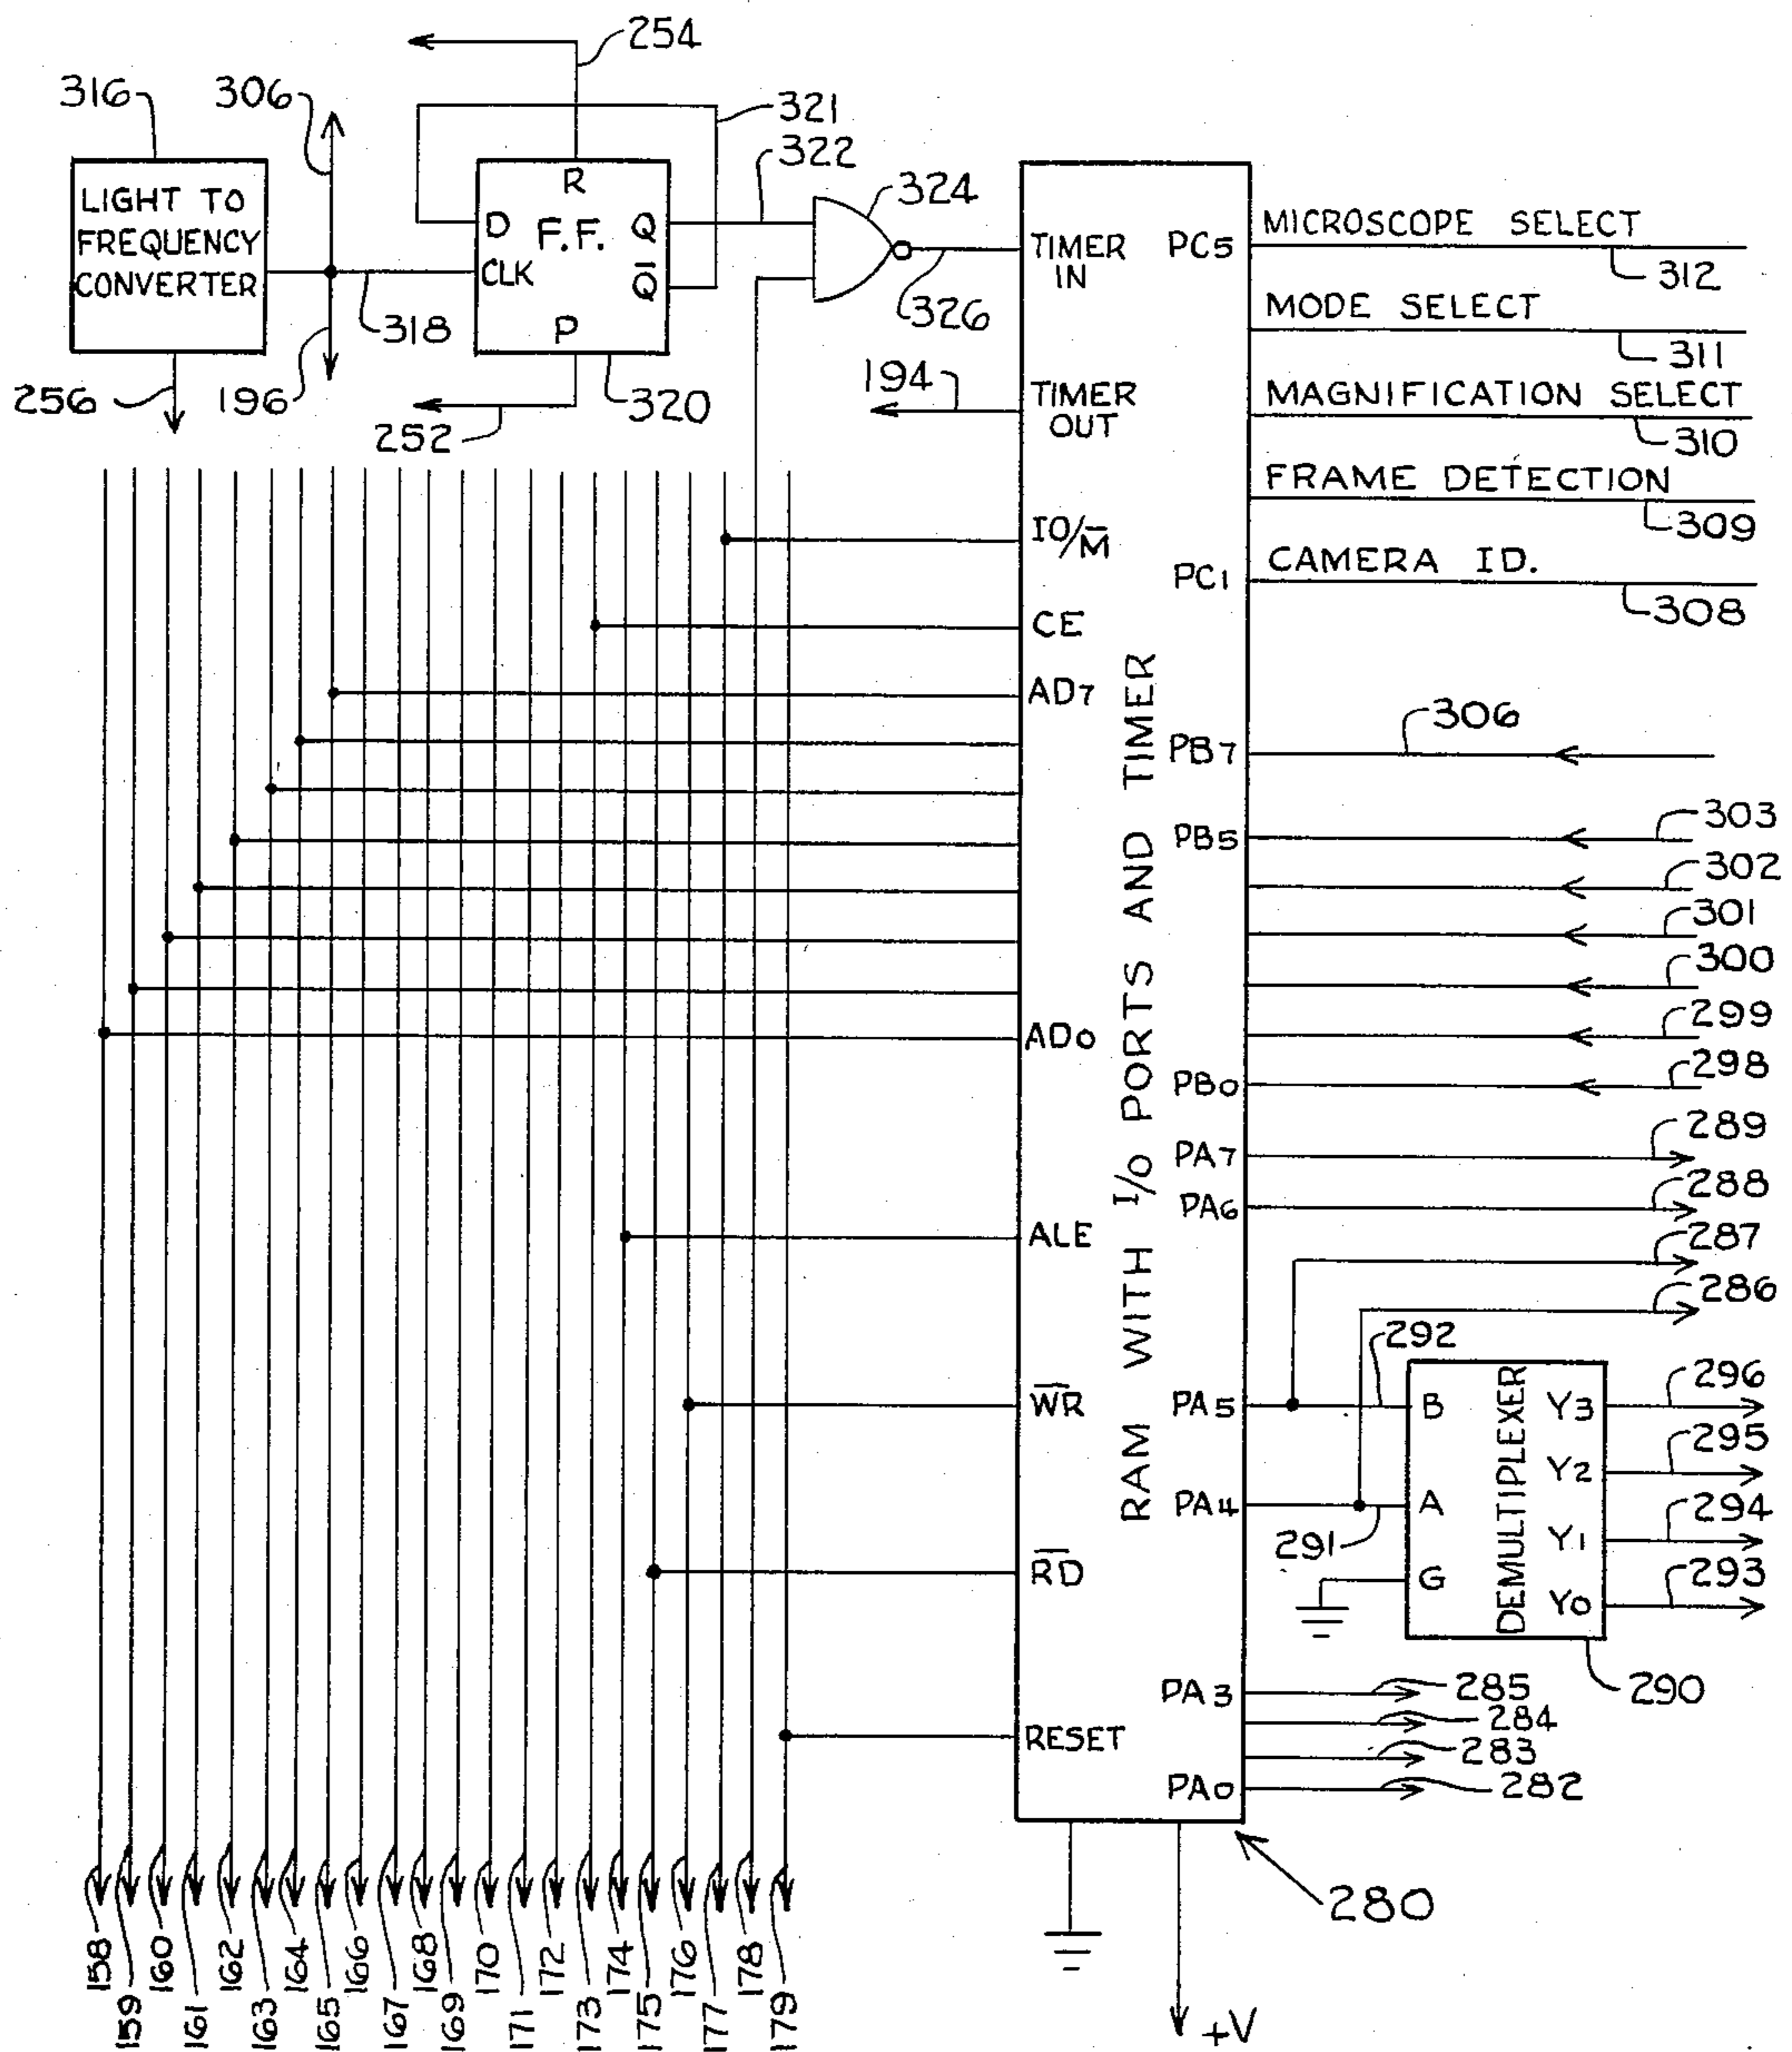 254
316
306
321
322
324
LIGHT TO
FREQUENCY
CONVERTER
R
D
F.F.
Q
CLK
Q̅
P
318
326
256
196
252
320
194
TIMER
IN
TIMER
OUT
IO/M̅
CE
AD7
AD0
ALE
W̅R̅
R̅D̅
RESET
RAM WITH I/O PORTS AND TIMER
PC5
MICROSCOPE SELECT
312
MODE SELECT
311
MAGNIFICATION SELECT
310
FRAME DETECTION
309
PC1
CAMERA ID.
308
PB7
306
PB5
303
302
301
300
299
PB0
298
PA7
289
PA6
288
287
286
292
PA5
B
Y3
296
Y2
295
PA4
A
291
Y1
294
G
Y0
293
DEMULTIPLEXER
290
PA3
285
284
283
PA0
282
280
+V
158
159
160
161
162
163
164
165
166
167
168
169
170
171
172
173
174
175
176
177
178
179